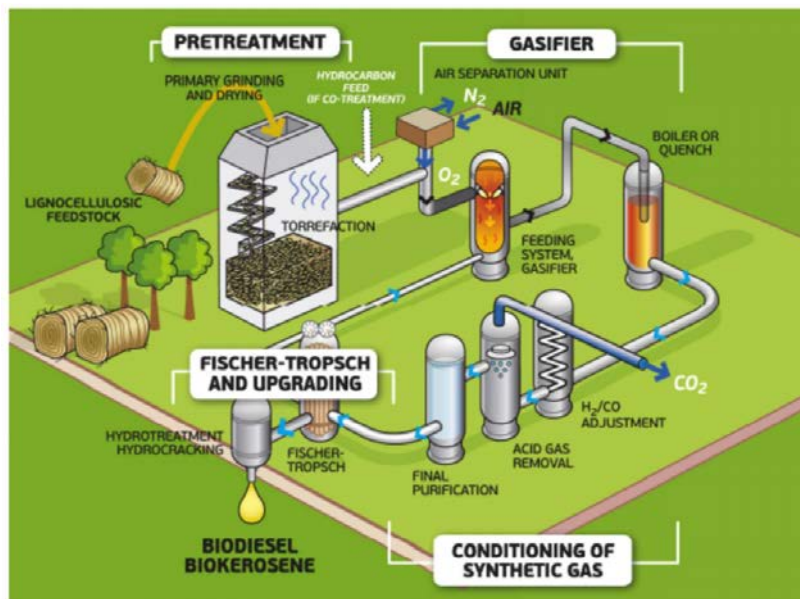 PRETREATMENT
PRIMARY GRINDING
AND DRYING
HYDROCARBON
FEED
(IF CO-TREATMENT)
LIGNOCELLULOSIC
FEEDSTOCK
TORREFACTION
GASIFIER
AIR SEPARATION UNIT
N₂
AIR
O₂
BOILER OR
QUENCH
FEEDING
SYSTEM,
GASIFIER
CO₂
H₂/CO
ADJUSTMENT
ACID GAS
REMOVAL
FINAL
PURIFICATION
CONDITIONING OF
SYNTHETIC GAS
FISCHER-TROPSCH
AND UPGRADING
FISCHER-
TROPSCH
HYDROTREATMENT
HYDROCRACKING
BIODIESEL
BIOKEROSENE